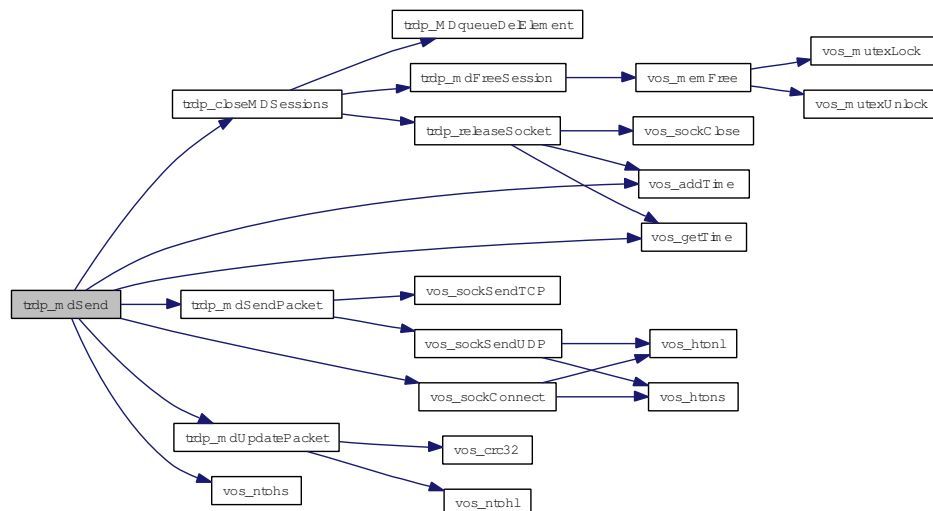 trdp_MDqueueDelElement
vos_mutexLock
trdp_mdFreeSession
vos_memFree
trdp_closeMDSessions
vos_mutexUnlock
trdp_releaseSocket
vos_sockClose
vos_addTime
vos_getTime
trdp_mdSend
trdp_mdSendPacket
vos_sockSendTCP
vos_sockSendUDP
vos_htonl
vos_sockConnect
vos_htons
trdp_mdUpdatePacket
vos_crc32
vos_ntohs
vos_ntohl